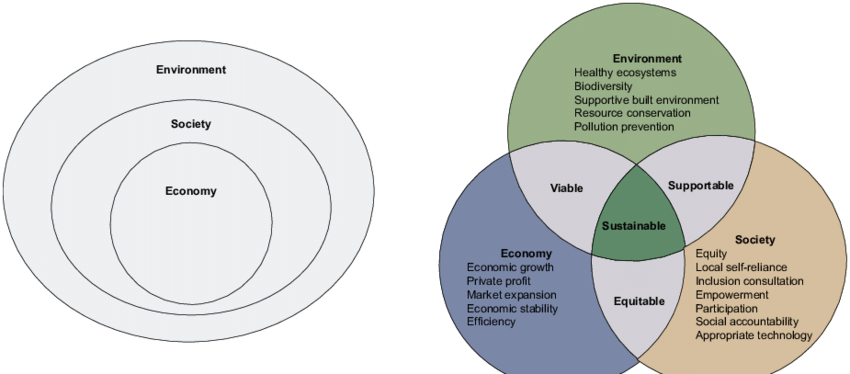 Environment
Society
Economy
Environment
Healthy ecosystems
Biodiversity
Supportive built environment
Resource conservation
Pollution prevention
Viable
Supportable
Sustainable
Economy
Economic growth
Private profit
Market expansion
Economic stability
Efficiency
Society
Equity
Local self-reliance
Inclusion consultation
Empowerment
Participation
Social accountability
Appropriate technology
Equitable